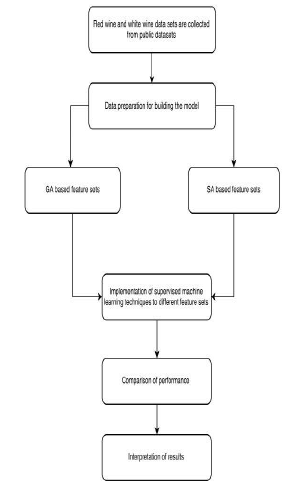 Red wine and white wine data sets are collected
from public datasets
Data preparation for building the model
GA based feature sets
SA based feature sets
Implementation of supervised machine
learning techniques to different feature sets
Comparison of performance
Interpretation of results